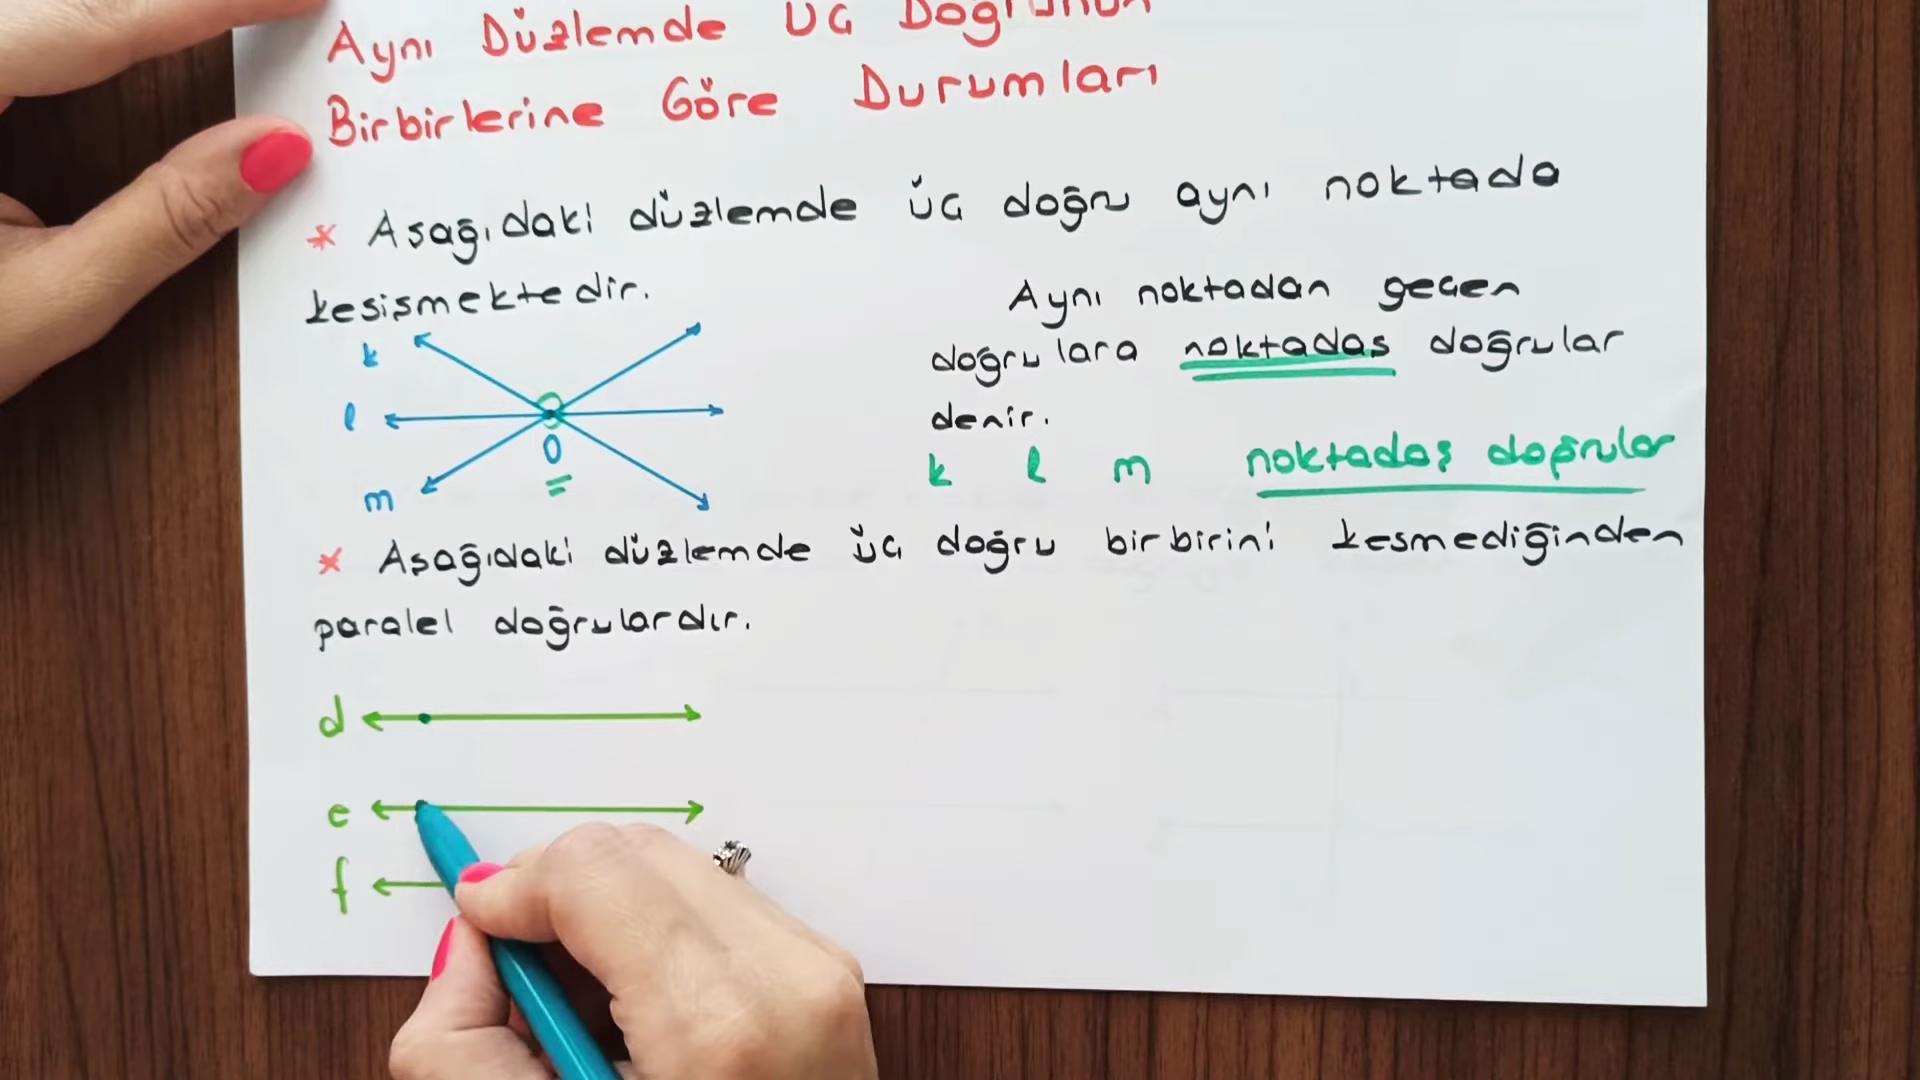 Aynı Düzlemde Üç Doğrunun
Birbirlerine Göre Durumları
* Aşağıdaki düzlemde üç doğru aynı noktada
kesişmektedir.
k
l
m
O
Aynı noktadan geçen
doğrulara noktadaş doğrular
denir.
k l m noktadaş doğrular
* Aşağıdaki düzlemde üç doğru birbirini kesmediğinden
paralel doğrulardır.
d
e
f